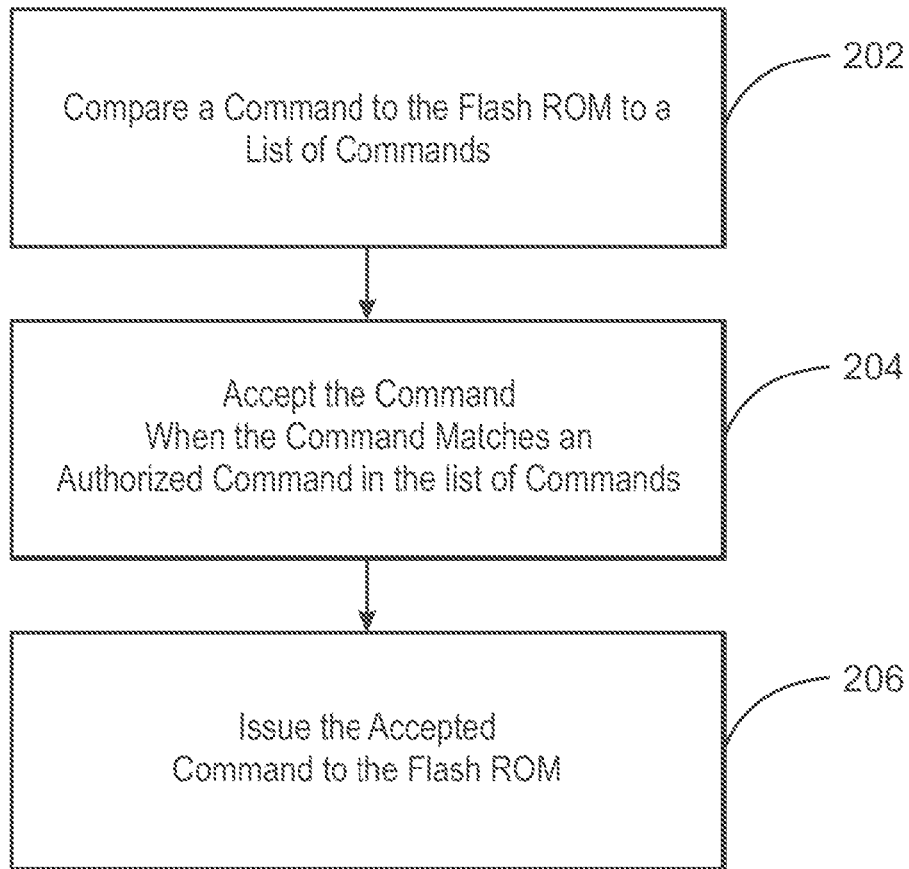 Compare a Command to the Flash ROM to a
List of Commands
202
Accept the Command
When the Command Matches an
Authorized Command in the list of Commands
204
Issue the Accepted
Command to the Flash ROM
206